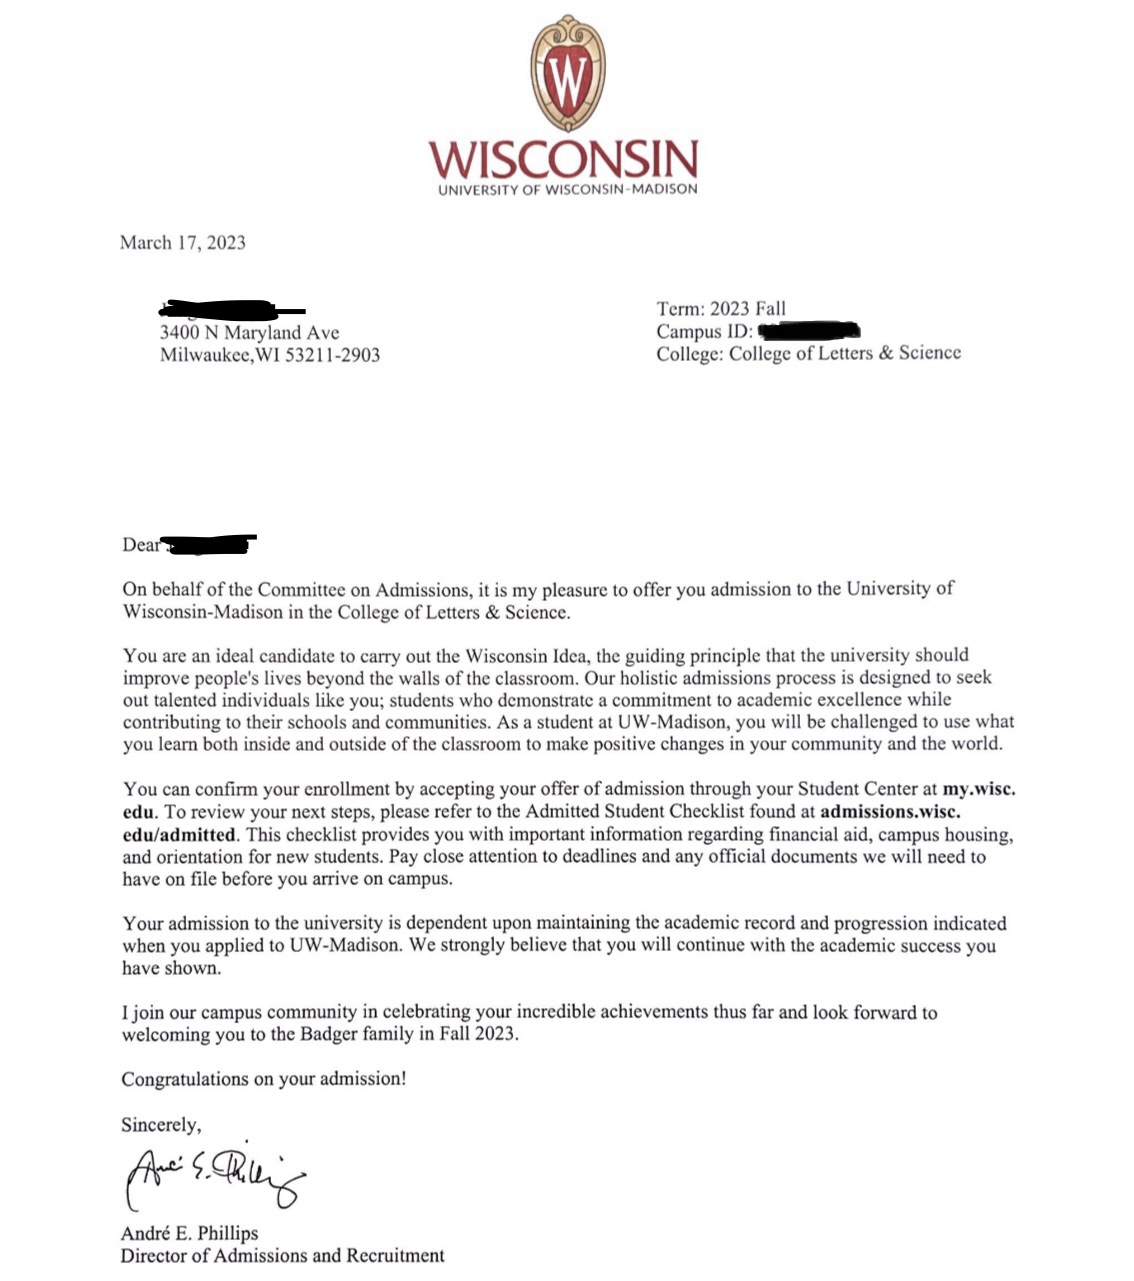 W
WISCONSIN
UNIVERSITY OF WISCONSIN-MADISON
March 17, 2023
3400 N Maryland Ave
Milwaukee,WI 53211-2903
Term: 2023 Fall
Campus ID:
College: College of Letters & Science
Dear
On behalf of the Committee on Admissions, it is my pleasure to offer you admission to the University of
Wisconsin-Madison in the College of Letters & Science.
You are an ideal candidate to carry out the Wisconsin Idea, the guiding principle that the university should
improve people's lives beyond the walls of the classroom. Our holistic admissions process is designed to seek
out talented individuals like you; students who demonstrate a commitment to academic excellence while
contributing to their schools and communities. As a student at UW-Madison, you will be challenged to use what
you learn both inside and outside of the classroom to make positive changes in your community and the world.
You can confirm your enrollment by accepting your offer of admission through your Student Center at my.wisc.
edu. To review your next steps, please refer to the Admitted Student Checklist found at admissions.wisc.
edu/admitted. This checklist provides you with important information regarding financial aid, campus housing,
and orientation for new students. Pay close attention to deadlines and any official documents we will need to
have on file before you arrive on campus.
Your admission to the university is dependent upon maintaining the academic record and progression indicated
when you applied to UW-Madison. We strongly believe that you will continue with the academic success you
have shown.
I join our campus community in celebrating your incredible achievements thus far and look forward to
welcoming you to the Badger family in Fall 2023.
Congratulations on your admission!
Sincerely,
André E. Phillips
André E. Phillips
Director of Admissions and Recruitment